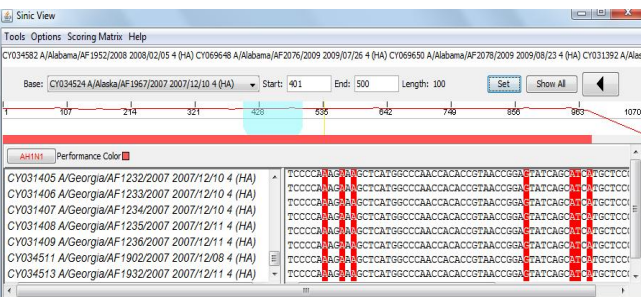 Sinic View
Tools Options Scoring Matrix Help
CY034582 A/Alabama/AF1952/2008 2008/02/05 4 (HA) CY069648 A/Alabama/AF2076/2009 2009/07/26 4 (HA) CY069650 A/Alabama/AF2078/2009 2009/08/23 4 (HA) CY031392 A/Alas
Base: CY034524 A/Alaska/AF1967/2007 2007/12/10 4 (HA) Start: 401 End: 500 Length: 100 Set Show All
1 107 214 321 428 535 642 749 856 963 1070
AH1N1 Performance Color
CY031405 A/Georgia/AF1232/2007 2007/12/10 4 (HA) TCCCCAAAGAAAGCTCATGGCCCAACCACACCGTAACCGGAGTATCAGCATCATGCTCC
CY031406 A/Georgia/AF1233/2007 2007/12/10 4 (HA) TCCCCAAAGAAAGCTCATGGCCCAACCACACCGTAACCGGAGTATCAGCATCATGCTCC
CY031407 A/Georgia/AF1234/2007 2007/12/10 4 (HA) TCCCCAAAGAAAGCTCATGGCCCAACCACACCGTAACCGGAGTATCAGCATCATGCTCC
CY031408 A/Georgia/AF1235/2007 2007/12/11 4 (HA) TCCCCAAAGAAAGCTCATGGCCCAACCACACCGTAACCGGAGTATCAGCATCATGCTCC
CY031409 A/Georgia/AF1236/2007 2007/12/11 4 (HA) TCCCCAAAGAAAGCTCATGGCCCAACCACACCGTAACCGGAGTATCAGCATCATGCTCC
CY034511 A/Georgia/AF1902/2007 2007/12/08 4 (HA) TCCCCAAAGAAAGCTCATGGCCCAACCACACCGTAACCGGAGTATCAGCATCATGCTCC
CY034513 A/Georgia/AF1932/2007 2007/12/11 4 (HA) TCCCCAAAGAAAGCTCATGGCCCAACCACACCGTAACCGGAGTATCAGCATCATGCTCC